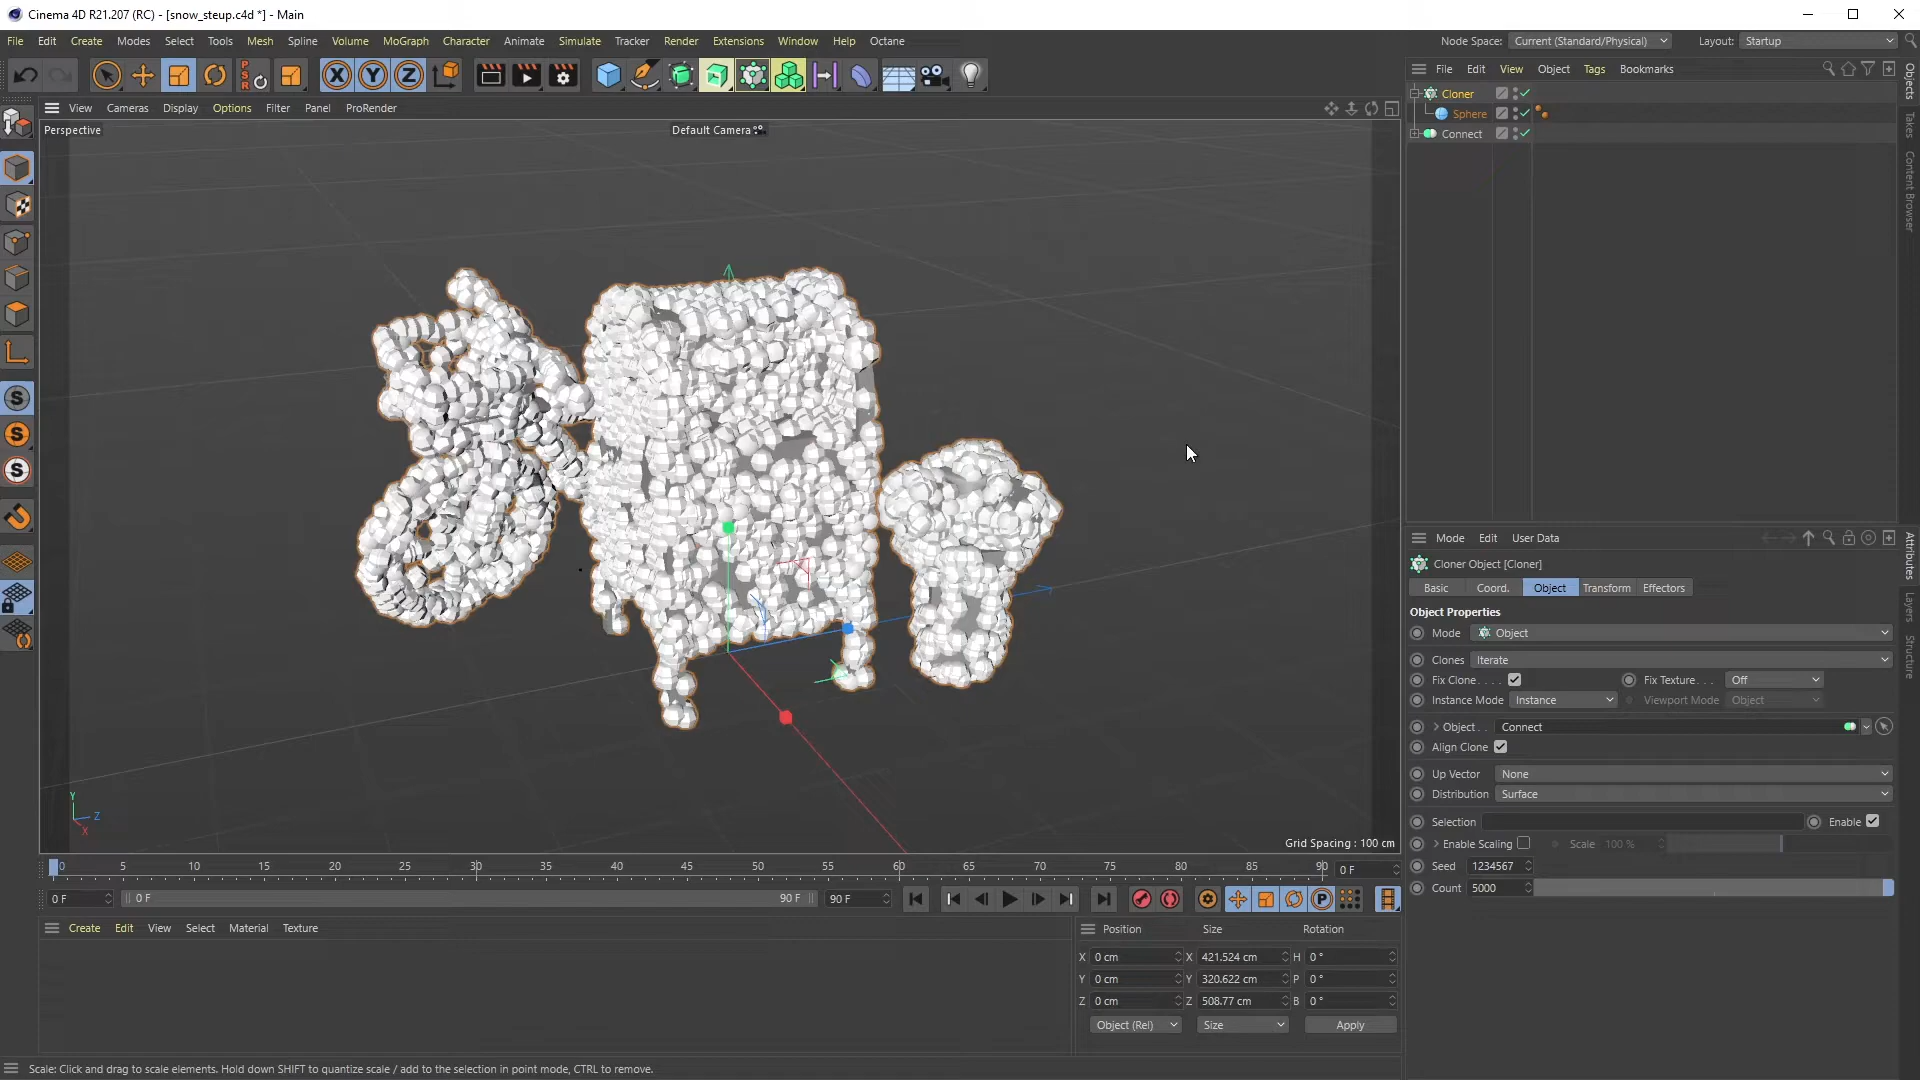 Cinema 4D R21.207 (RC) - [snow_steup.c4d *] - Main
File Edit Create Modes Select Tools Mesh Spline Volume MoGraph Character Animate Simulate Tracker Render Extensions Window Help Octane Node Space: Current (Standard/Physical) Layout: Startup
PSR X Y Z
File Edit View Object Tags Bookmarks
View Cameras Display Options Filter Panel ProRender
Perspective
Default Camera
Cloner
Sphere
Connect
Objects
Takes
Content Browser
S
S
S
Mode Edit User Data
Cloner Object [Cloner]
Basic Coord. Object Transform Effectors
Object Properties
Mode Object
Clones Iterate
Fix Clone. . . . Fix Texture. . . . Off
Instance Mode Instance Viewport Mode Object
> Object . . Connect
Align Clone
Up Vector None
Distribution Surface
Selection Enable
> Enable Scaling Scale 100 %
Seed 1234567
Count 5000
Attributes
Layers
Structure
Y
Z
X
Grid Spacing : 100 cm
0 5 10 15 20 25 30 35 40 45 50 55 60 65 70 75 80 85 90 0 F
0 F 0 F 90 F 90 F P
Create Edit View Select Material Texture
Position Size Rotation
X 0 cm X 421.524 cm H 0 °
Y 0 cm Y 320.622 cm P 0 °
Z 0 cm Z 508.77 cm B 0 °
Object (Rel) Size Apply
Scale: Click and drag to scale elements. Hold down SHIFT to quantize scale / add to the selection in point mode, CTRL to remove.